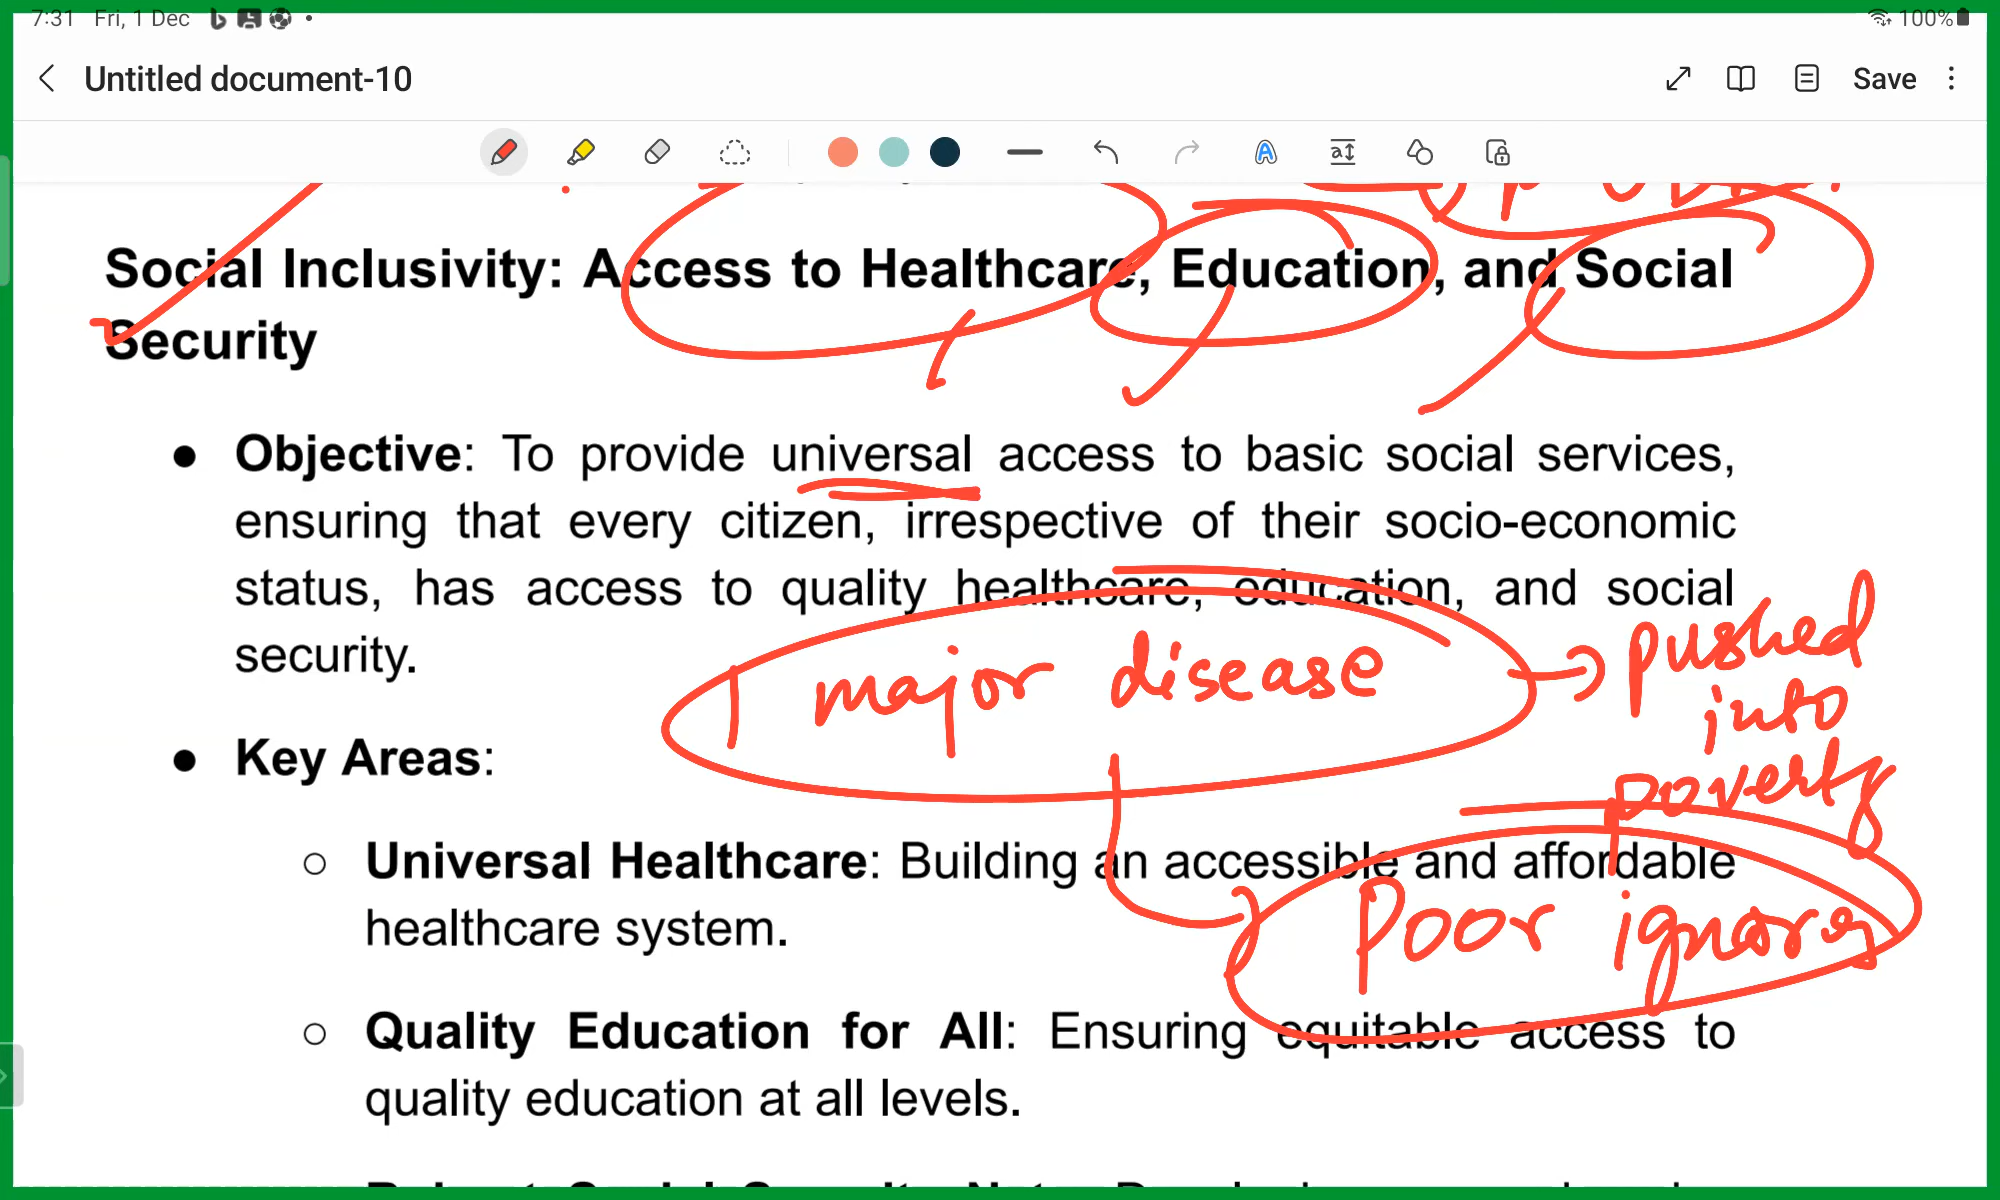 7:31 Fri, 1 Dec
100%
Untitled document-10
Save
Social Inclusivity: Access to Healthcare, Education, and Social
Security
● Objective: To provide universal access to basic social services,
ensuring that every citizen, irrespective of their socio-economic
status, has access to quality healthcare, education, and social
security.
1 major disease
pushed
into
poverty
● Key Areas:
○ Universal Healthcare: Building an accessible and affordable
healthcare system.
Poor ignores
○ Quality Education for All: Ensuring equitable access to
quality education at all levels.